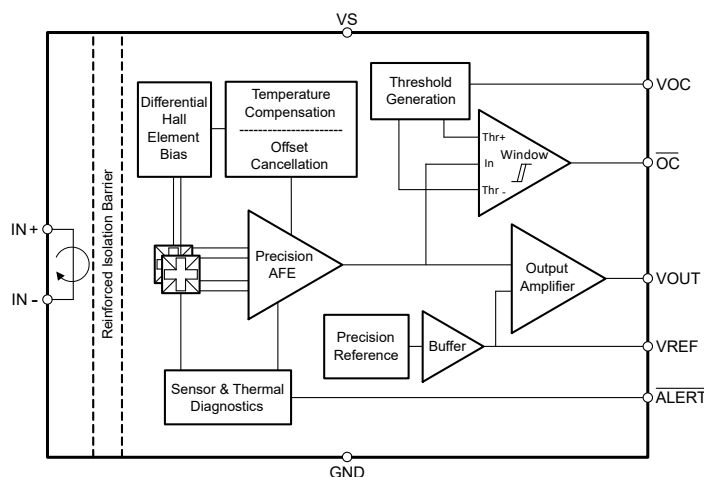 VS
Differential
Hall
Element
Bias
Temperature
Compensation
Offset
Cancellation
Threshold
Generation
VOC
Thr+
In
Window
Thr -
OC
Reinforced Isolation Barrier
IN +
IN -
Precision
AFE
Output
Amplifier
VOUT
Precision
Reference
Buffer
VREF
Sensor & Thermal
Diagnostics
ALERT
GND